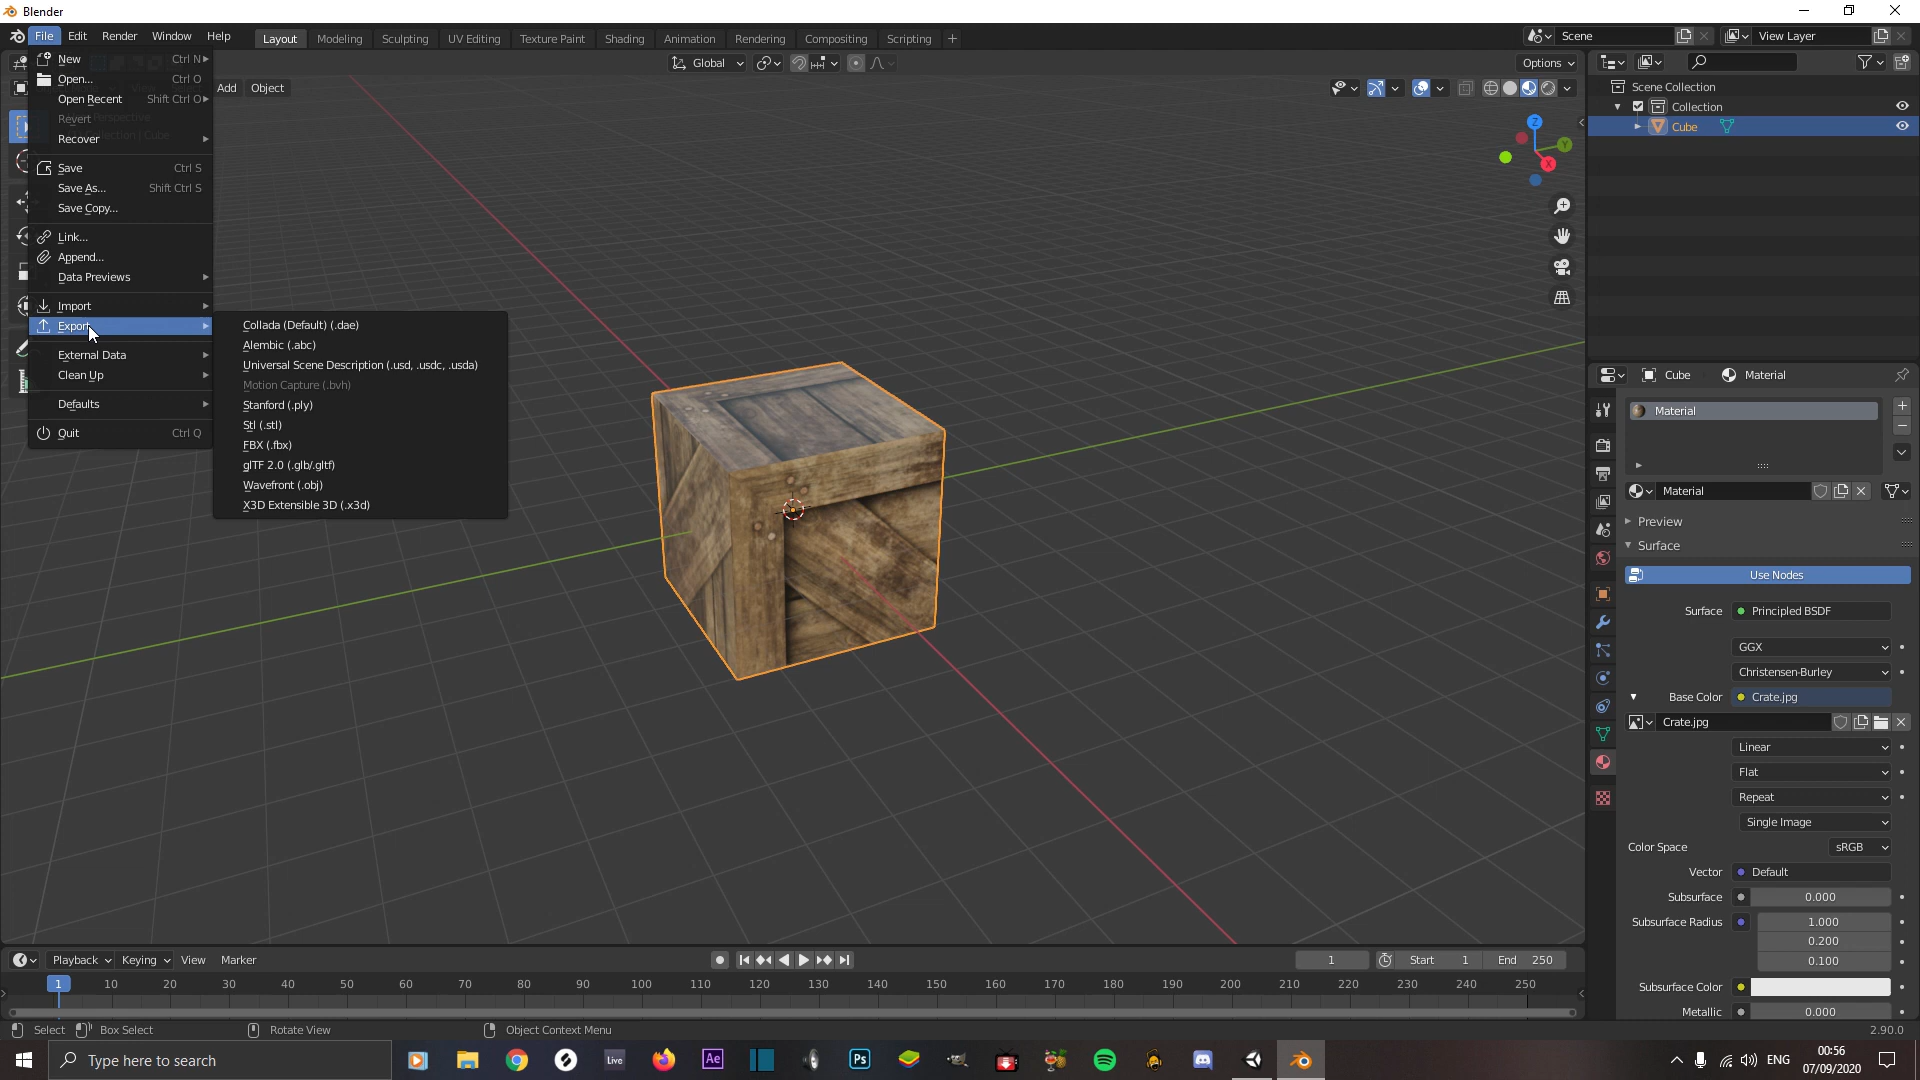 Blender
File Edit Render Window Help Layout Modeling Sculpting UV Editing Texture Paint Shading Animation Rendering Compositing Scripting + Scene View Layer
New Ctrl N
Open... Ctrl O
Open Recent Shift Ctrl O
Revert
Recover
Save Ctrl S
Save As... Shift Ctrl S
Save Copy...
Link...
Append...
Data Previews
Import
Export
External Data
Clean Up
Defaults
Quit Ctrl Q
Collada (Default) (.dae)
Alembic (.abc)
Universal Scene Description (.usd, .usdc, .usda)
Motion Capture (.bvh)
Stanford (.ply)
Stl (.stl)
FBX (.fbx)
glTF 2.0 (.glb/.gltf)
Wavefront (.obj)
X3D Extensible 3D (.x3d)
Global
Options
Add Object
Z
Y
X
Scene Collection
Collection
Cube
Cube Material
Material
Material
Preview
Surface
Use Nodes
Surface Principled BSDF
GGX
Christensen-Burley
Base Color Crate.jpg
Crate.jpg
Linear
Flat
Repeat
Single Image
Color Space sRGB
Vector Default
Subsurface 0.000
Subsurface Radius 1.000
0.200
0.100
Subsurface Color
Metallic 0.000
Playback Keying View Marker 1 Start 1 End 250
1 10 20 30 40 50 60 70 80 90 100 110 120 130 140 150 160 170 180 190 200 210 220 230 240 250
Select Box Select Rotate View Object Context Menu 2.90.0
Type here to search Live Ae Ps ENG 00:56
07/09/2020